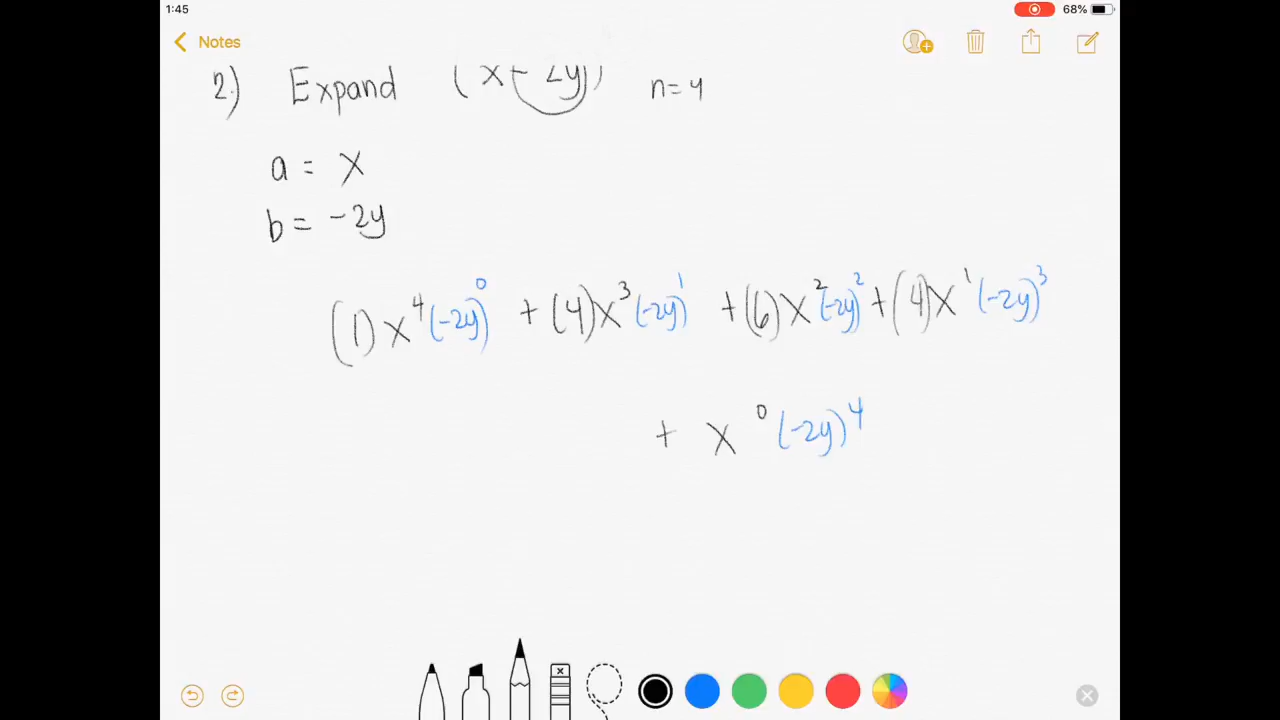 1:45 68%
Notes
2.) Expand (x - 2y) n=4
a = x
b = -2y
(1)x⁴(-2y)⁰ + (4)x³(-2y)¹ + (6)x²(-2y)² + (4)x¹(-2y)³
+ x⁰(-2y)⁴